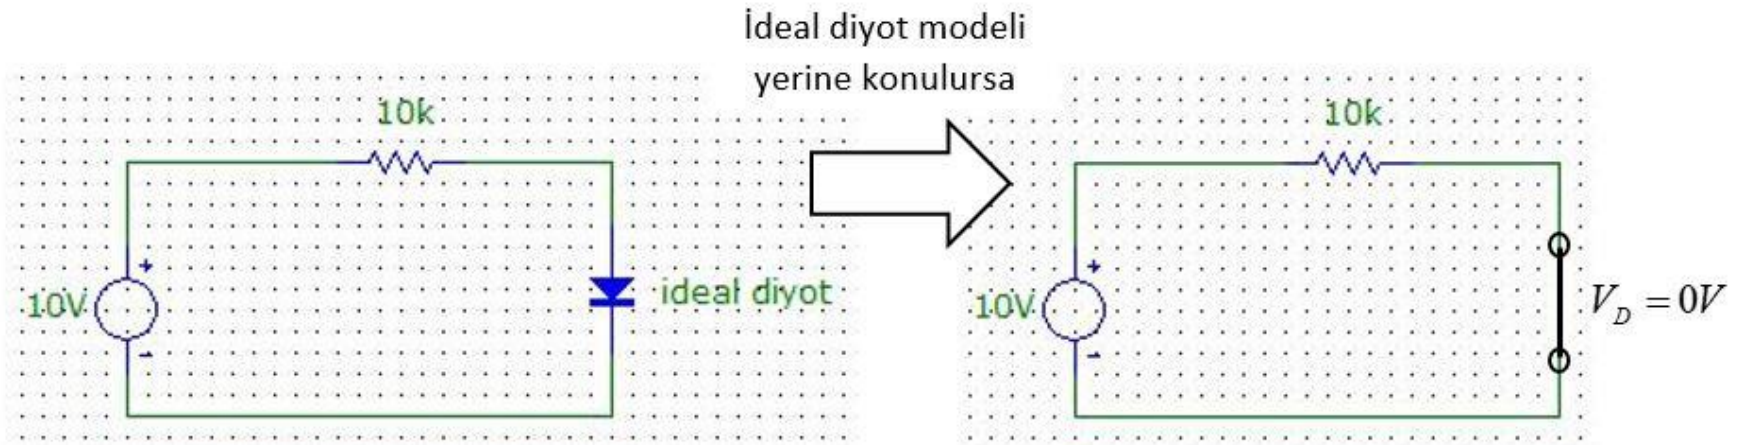 İdeal diyot modeli
yerine konulursa
10k
+
10V
-
ideal diyot
10k
+
10V
-
V_D = 0V